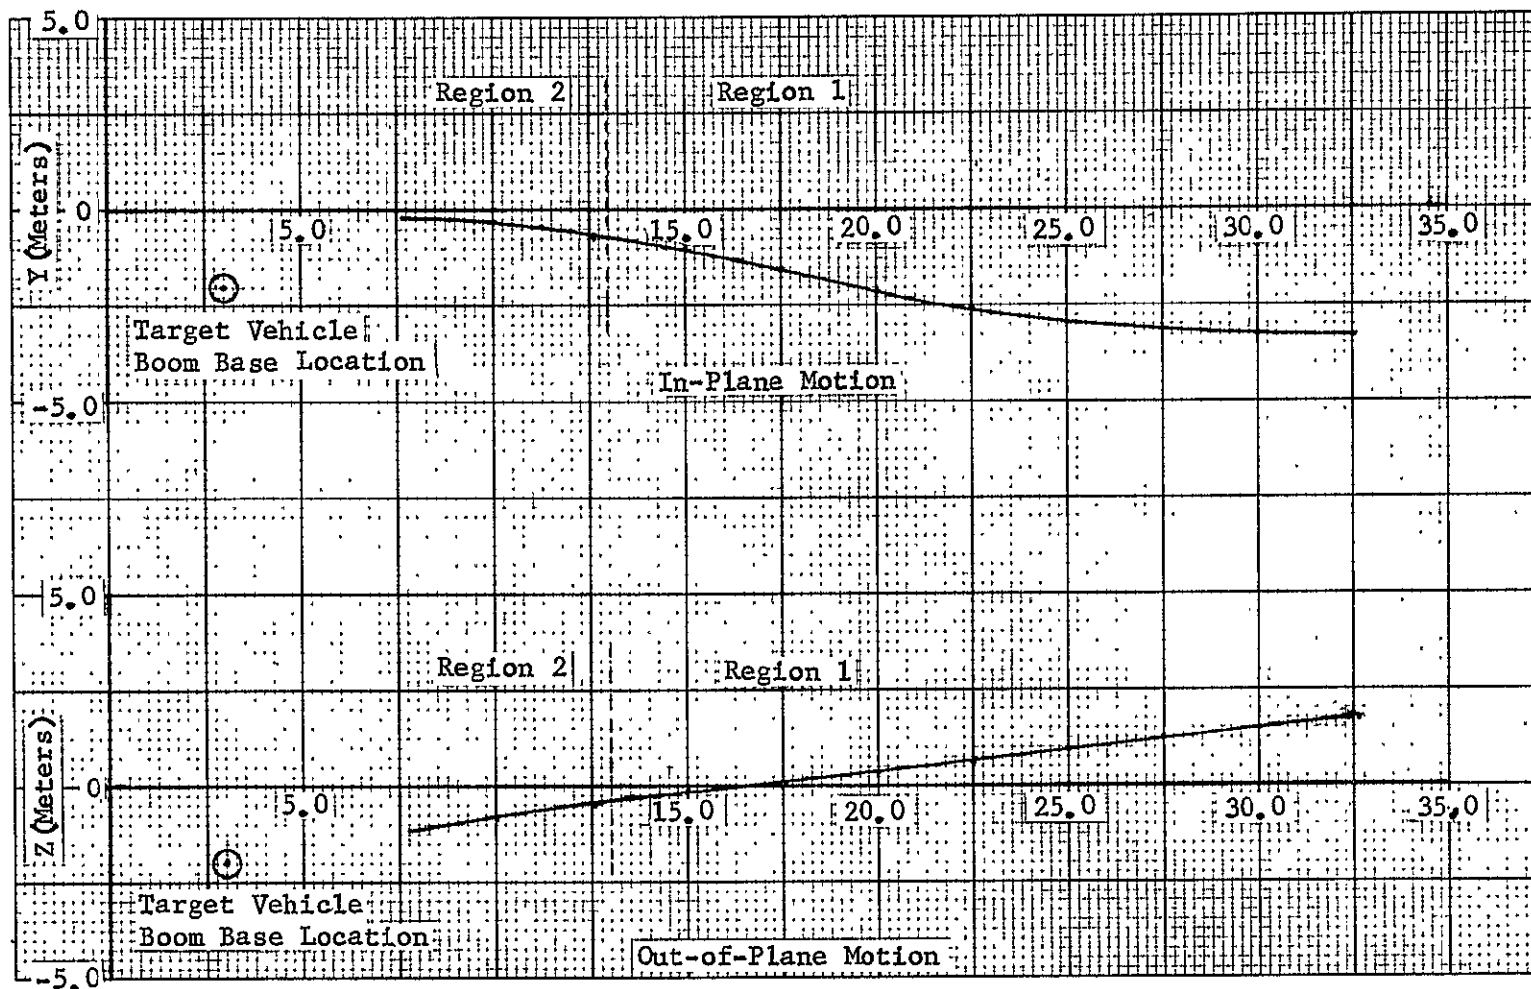 5.0
Region 2
Region 1
Y(Meters)
0
5.0
15.0
20.0
25.0
30.0
35.0
Target Vehicle
Boom Base Location
In-Plane Motion
-5.0
5.0
Region 2
Region 1
Z(Meters)
0
5.0
15.0
20.0
25.0
30.0
35.0
Target Vehicle
Boom Base Location
Out-of-Plane Motion
-5.0